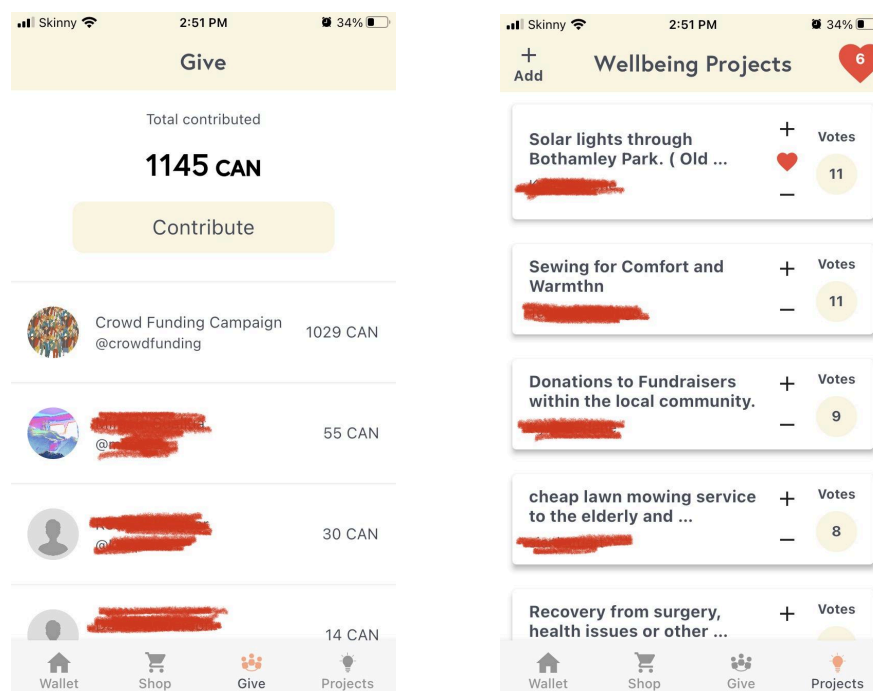 Skinny 2:51 PM 34%
Give
Total contributed
1145 CAN
Contribute
Crowd Funding Campaign
@crowdfunding
1029 CAN
@
55 CAN
@
30 CAN
14 CAN
Wallet Shop Give Projects
Skinny 2:51 PM 34%
+
Add
Wellbeing Projects
6
Solar lights through
Bothamley Park. ( Old ...
+
−
Votes
11
Sewing for Comfort and
Warmthn
+
−
Votes
11
Donations to Fundraisers
within the local community.
+
−
Votes
9
cheap lawn mowing service
to the elderly and ...
+
−
Votes
8
Recovery from surgery,
health issues or other ...
+
Votes
Wallet Shop Give Projects